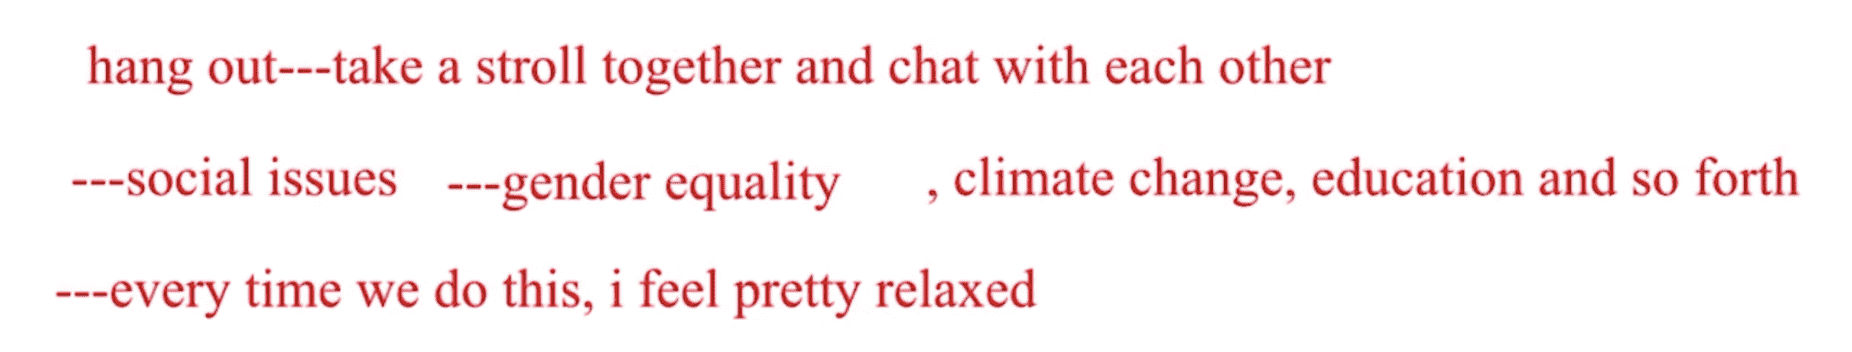 hang out---take a stroll together and chat with each other
---social issues ---gender equality , climate change, education and so forth
---every time we do this, i feel pretty relaxed